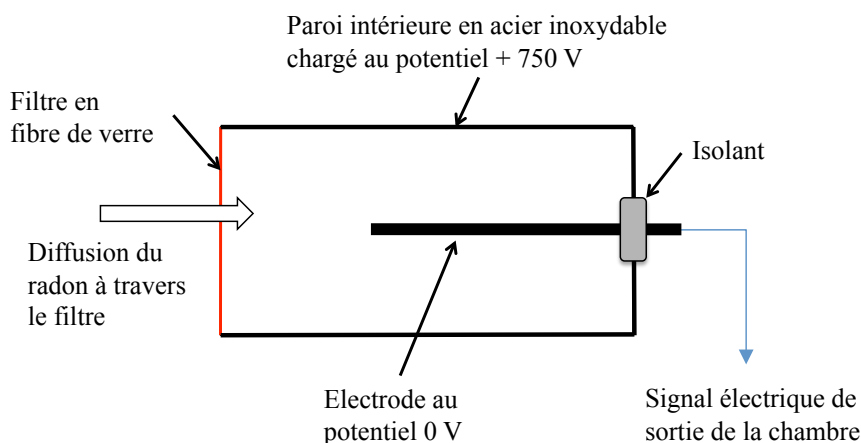 Paroi intérieure en acier inoxydable
chargé au potentiel + 750 V
Filtre en
fibre de verre
Isolant
Diffusion du
radon à travers
le filtre
Electrode au
potentiel 0 V
Signal électrique de
sortie de la chambre